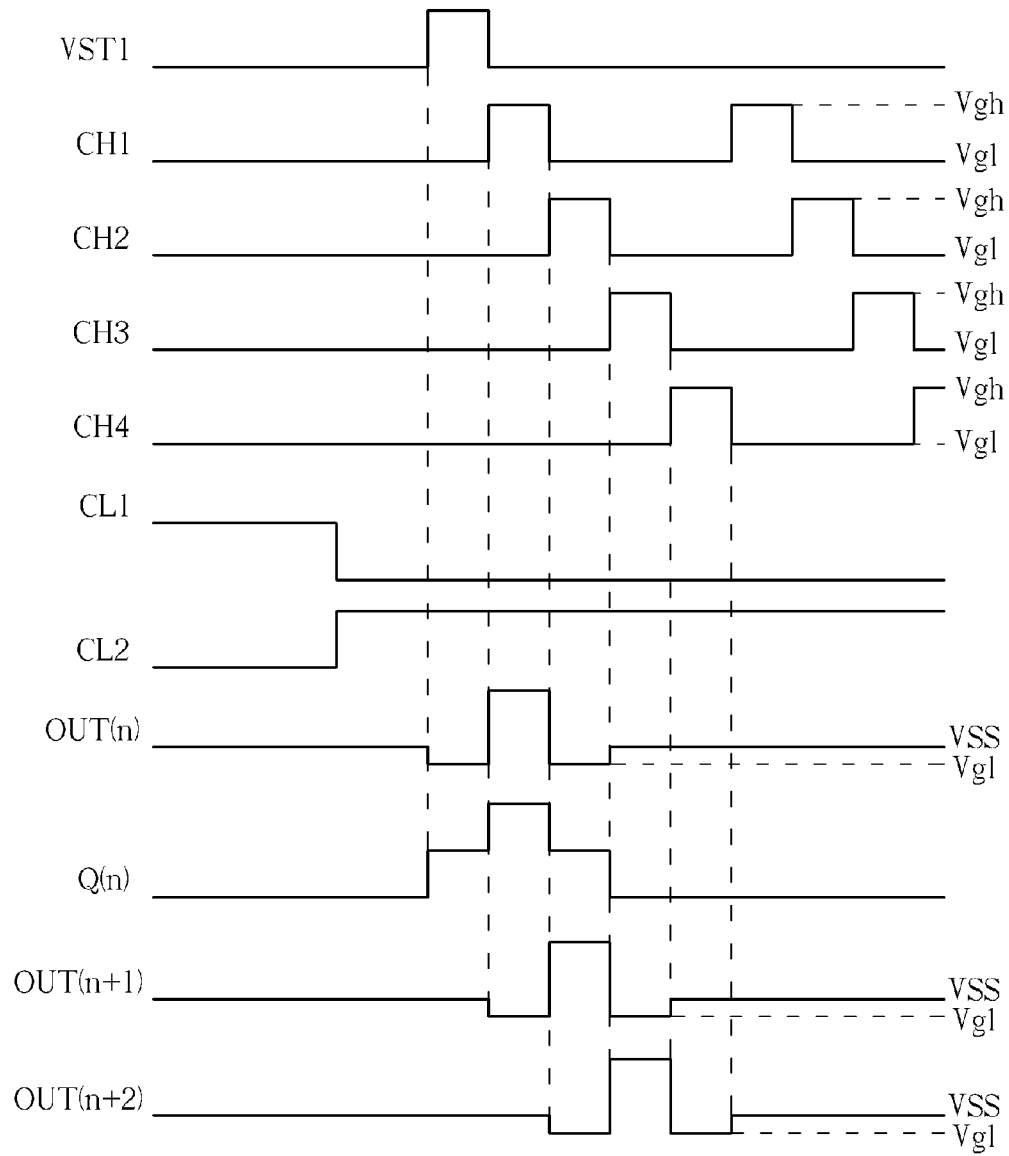 VST1
CH1
Vgh
Vgl
CH2
Vgh
Vgl
CH3
Vgh
Vgl
CH4
Vgh
Vgl
CL1
CL2
OUT(n)
VSS
Vgl
Q(n)
OUT(n+1)
VSS
Vgl
OUT(n+2)
VSS
Vgl